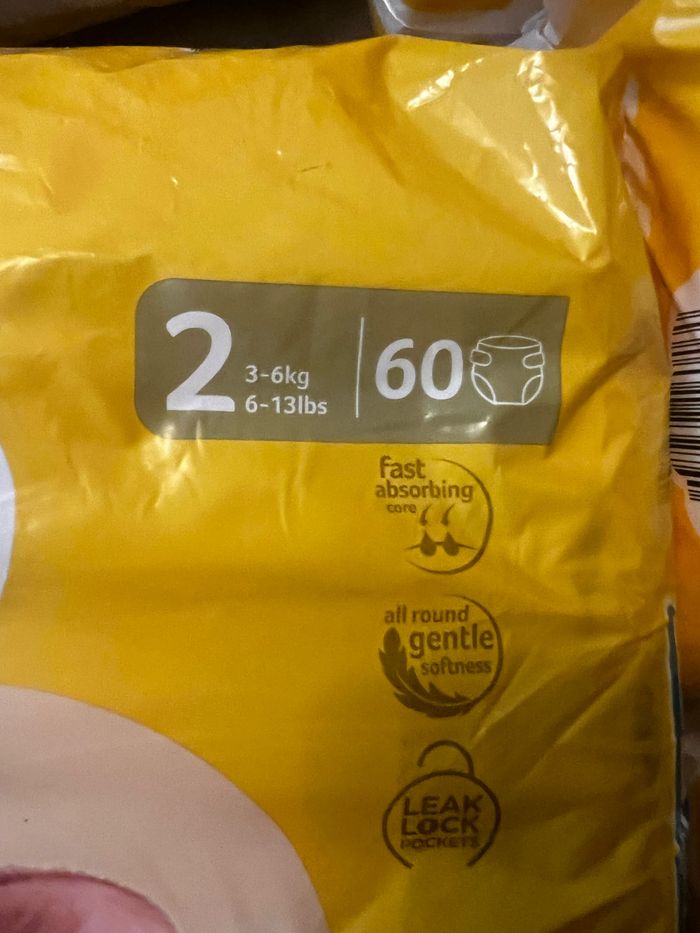 2
3-6kg
6-13lbs
60
fast
absorbing
core
all round
gentle
softness
LEAK
LOCK
POCKETS